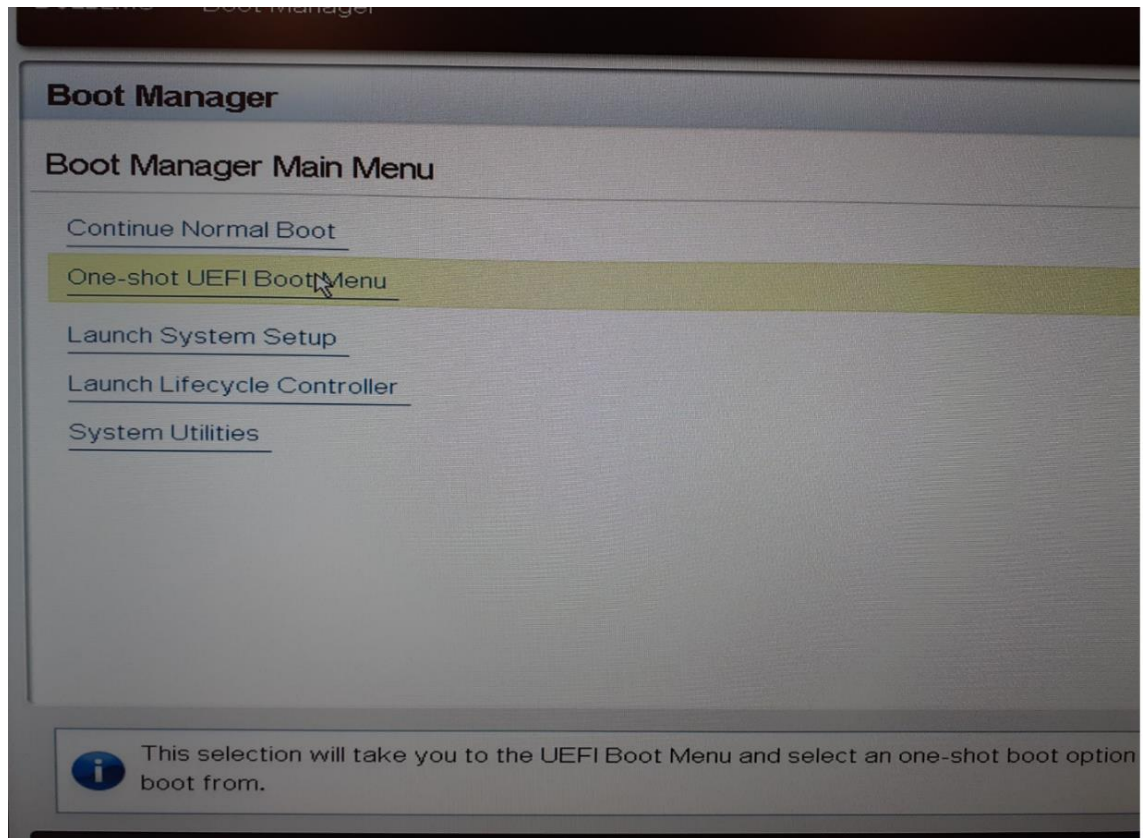 Boot Manager
Boot Manager
Boot Manager Main Menu
Continue Normal Boot
One-shot UEFI Boot Menu
Launch System Setup
Launch Lifecycle Controller
System Utilities
This selection will take you to the UEFI Boot Menu and select an one-shot boot option
boot from.